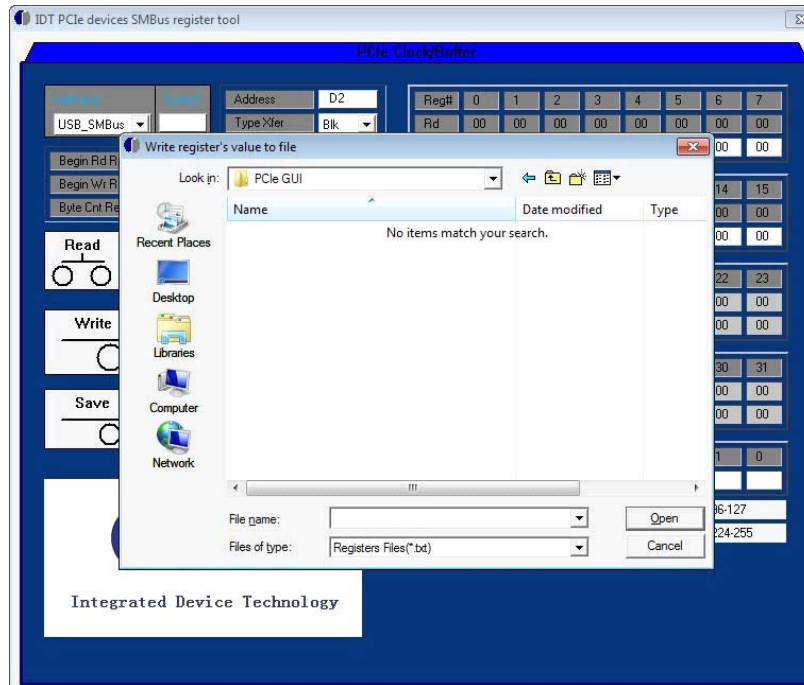 IDT PCIe devices SMBus register tool
PCIe Clock/Buffer
Address D2 Reg# 0 1 2 3 4 5 6 7
USB_SMBus Type Xfer Blk Rd 00 00 00 00 00 00 00 00
Write register's value to file 00 00
Begin Rd R
Look in: PCIe GUI
Begin Wr R 14 15
Byte Cnt Re Name Date modified Type 00 00
No items match your search. 00 00
Read
Recent Places
22 23
Desktop 00 00
Write 00 00
Libraries
30 31
00 00
Save Computer 00 00
Network 1 0
File name: Open 96-127
Files of type: Registers Files(*.txt) Cancel 224-255
Integrated Device Technology